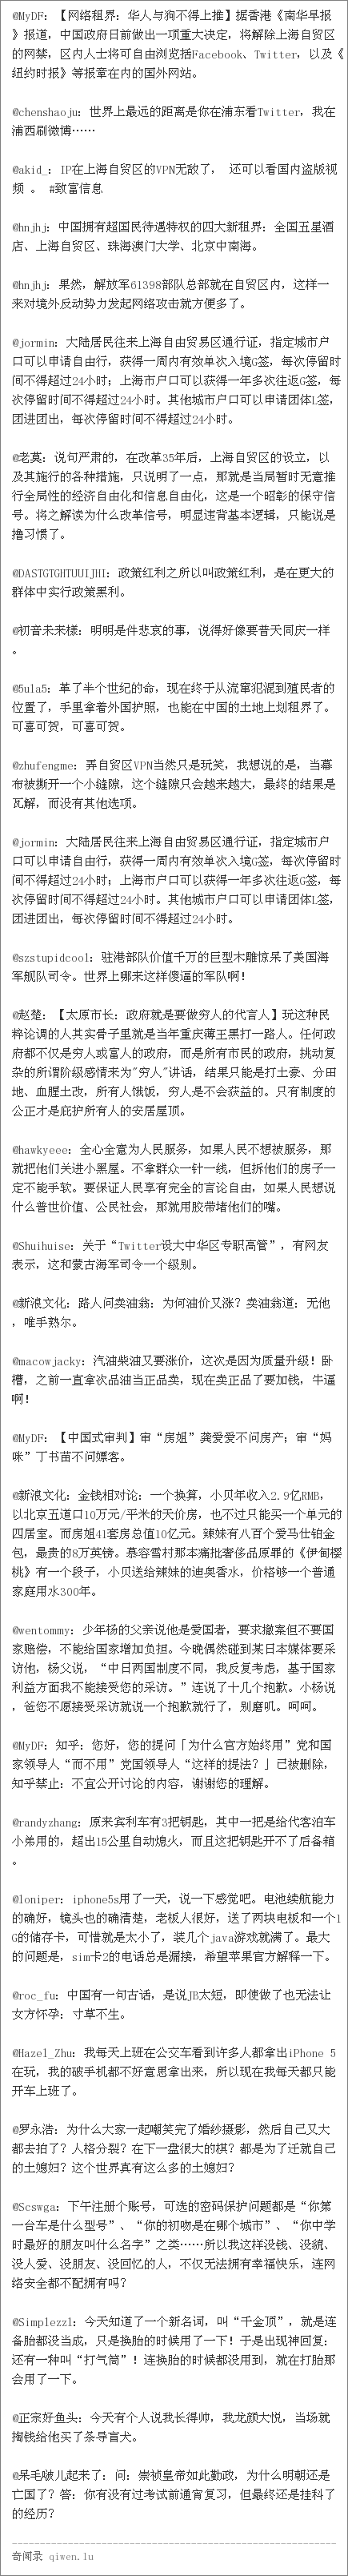 @MyDF：【网络租界：华人与狗不得上推】据香港《南华早报
》报道，中国政府日前做出一项重大决定，将解除上海自贸区
的网禁，区内人士将可自由浏览括Facebook、Twitter，以及《
纽约时报》等报章在内的国外网站。
@chenshaoju：世界上最远的距离是你在浦东看Twitter，我在
浦西刷微博……
@akid_：IP在上海自贸区的VPN无敌了， 还可以看国内盗版视
频 。 #致富信息
@hnjhj：中国拥有超国民待遇特权的四大新租界：全国五星酒
店、上海自贸区、珠海澳门大学、北京中南海。
@hnjhj：果然，解放军61398部队总部就在自贸区内，这样一
来对境外反动势力发起网络攻击就方便多了。
@jormin：大陆居民往来上海自由贸易区通行证，指定城市户
口可以申请自由行，获得一周内有效单次入境G签，每次停留时
间不得超过24小时；上海市户口可以获得一年多次往返G签，每
次停留时间不得超过24小时。其他城市户口可以申请团体L签，
团进团出，每次停留时间不得超过24小时。
@老莫：说句严肃的，在改革35年后，上海自贸区的设立，以
及其施行的各种措施，只说明了一点，那就是当局暂时无意推
行全局性的经济自由化和信息自由化，这是一个昭彰的保守信
号。将之解读为什么改革信号，明显违背基本逻辑，只能说是
撸习惯了。
@DASTGTGHTUUIJHI：政策红利之所以叫政策红利，是在更大的
群体中实行政策黑利。
@初音未来樣：明明是件悲哀的事，说得好像要普天同庆一样
。
@5ula5：革了半个世纪的命，现在终于从流窜犯混到殖民者的
位置了，手里拿着外国护照，也能在中国的土地上划租界了。
可喜可贺，可喜可贺。
@zhufengme：弄自贸区VPN当然只是玩笑，我想说的是，当幕
布被撕开一个小缝隙，这个缝隙只会越来越大，最终的结果是
瓦解，而没有其他选项。
@jormin：大陆居民往来上海自由贸易区通行证，指定城市户
口可以申请自由行，获得一周内有效单次入境G签，每次停留时
间不得超过24小时；上海市户口可以获得一年多次往返G签，每
次停留时间不得超过24小时。其他城市户口可以申请团体L签，
团进团出，每次停留时间不得超过24小时。
@szstupidcool：驻港部队价值千万的巨型木雕惊呆了美国海
军舰队司令。世界上哪来这样傻逼的军队啊！
@赵楚：【太原市长：政府就是要做穷人的代言人】玩这种民
粹论调的人其实骨子里就是当年重庆薄王黑打一路人。任何政
府都不仅是穷人或富人的政府，而是所有市民的政府，挑动复
杂的所谓阶级感情来为"穷人"讲话，结果只能是打土豪、分田
地、血腥土改，所有人饿饭，穷人是不会获益的。只有制度的
公正才是庇护所有人的安居屋顶。
@hawkyeee：全心全意为人民服务，如果人民不想被服务，那
就把他们关进小黑屋。不拿群众一针一线，但拆他们的房子一
定不能手软。要保证人民享有完全的言论自由，如果人民想说
什么普世价值、公民社会，那就用胶带堵他们的嘴。
@Shuihuise：关于“Twitter设大中华区专职高管”，有网友
表示，这和蒙古海军司令一个级别。
@新浪文化：路人问卖油翁：为何油价又涨？卖油翁道：无他
，唯手熟尔。
@macowjacky：汽油柴油又要涨价，这次是因为质量升级！卧
槽，之前一直拿次品油当正品卖，现在卖正品了要加钱，牛逼
啊！
@MyDF：【中国式审判】审“房姐”龚爱爱不问房产；审“妈
咪”丁书苗不问嫖客。
@新浪文化：金钱相对论：一个换算，小贝年收入2.9亿RMB，
以北京五道口10万元/平米的天价房，也不过只能买一个单元的
四居室。而房姐41套房总值10亿元。辣妹有八百个爱马仕铂金
包，最贵的8万英镑。慕容雪村那本痛批奢侈品原罪的《伊甸樱
桃》有一个段子，小贝送给辣妹的迪奥香水，价格够一个普通
家庭用水300年。
@wentommy：少年杨的父亲说他是爱国者，要求撤案但不要国
家赔偿，不能给国家增加负担。今晚偶然碰到某日本媒体要采
访他，杨父说，“中日两国制度不同，我反复考虑，基于国家
利益方面我不能接受您的采访。”连说了十几个抱歉。小杨说
，爸您不愿接受采访就说一个抱歉就行了，别磨叽。呵呵。
@MyDF：知乎：您好，您的提问「为什么官方始终用”党和国
家领导人“而不用”党国领导人“这样的提法？」已被删除，
知乎禁止：不宜公开讨论的内容，谢谢您的理解。
@randyzhang：原来宾利车有3把钥匙，其中一把是给代客泊车
小弟用的，超出15公里自动熄火，而且这把钥匙开不了后备箱
。
@loniper：iphone5s用了一天，说一下感觉吧。电池续航能力
的确好，镜头也的确清楚，老板人很好，送了两块电板和一个1
G的储存卡，可惜就是太小了，装几个java游戏就满了。最大
的问题是，sim卡2的电话总是漏接，希望苹果官方解释一下。
@roc_fu：中国有一句古话，是说JB太短，即使做了也无法让
女方怀孕：寸草不生。
@Hazel_Zhu：我每天上班在公交车看到许多人都拿出iPhone 5
在玩，我的破手机都不好意思拿出来，所以现在我每天都只能
开车上班了。
@罗永浩：为什么大家一起嘲笑完了婚纱摄影，然后自己又大
都去拍了？人格分裂？在下一盘很大的棋？都是为了迁就自己
的土媳妇？这个世界真有这么多的土媳妇？
@Scswga：下午注册个账号，可选的密码保护问题都是“你第
一台车是什么型号”、“你的初吻是在哪个城市”、“你中学
时最好的朋友叫什么名字”之类……所以我这样没钱、没貌、
没人爱、没朋友、没回忆的人，不仅无法拥有幸福快乐，连网
络安全都不配拥有吗？
@Simplezzl：今天知道了一个新名词，叫“千金顶”，就是连
备胎都没当成，只是换胎的时候用了一下！于是出现神回复：
还有一种叫“打气筒”！连换胎的时候都没用到，就在打胎那
会用了一下。
@正宗好鱼头：今天有个人说我长得帅，我龙颜大悦，当场就
掏钱给他买了条导盲犬。
@呆毛啵儿起来了：问：崇祯皇帝如此勤政，为什么明朝还是
亡国了？答：你有没有过考试前通宵复习，但最终还是挂科了
的经历？
奇闻录 qiwen.lu